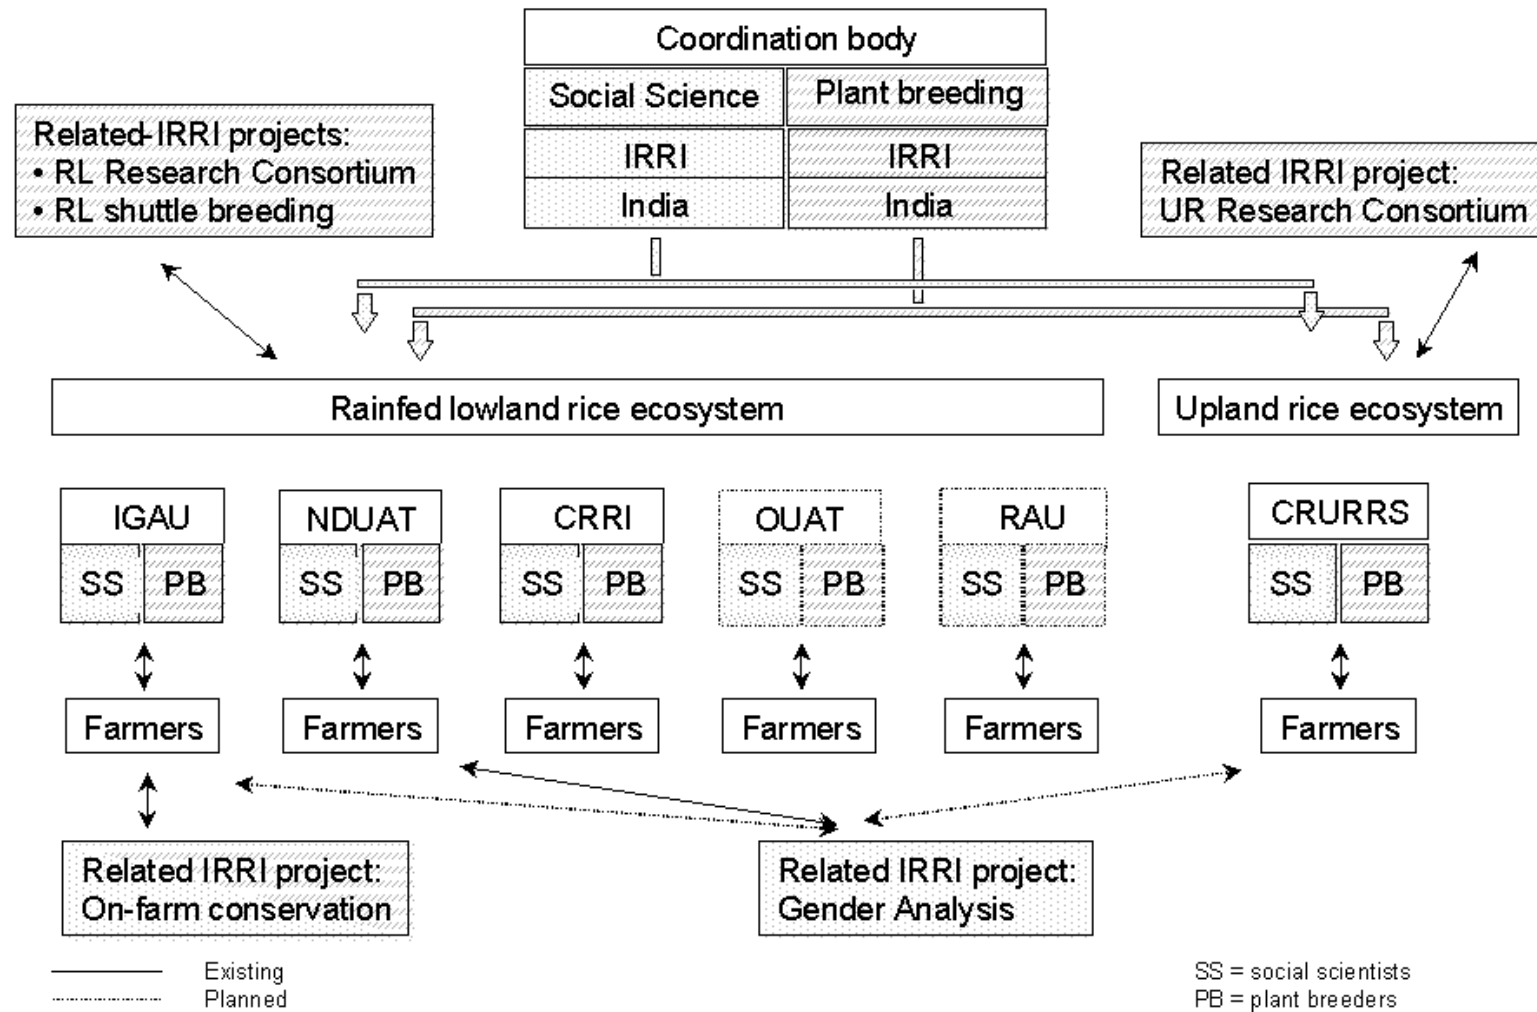 Coordination body
Social Science
Plant breeding
IRRI
IRRI
India
India
Related-IRRI projects:
• RL Research Consortium
• RL shuttle breeding
Related IRRI project:
UR Research Consortium
Rainfed lowland rice ecosystem
Upland rice ecosystem
IGAU
NDUAT
CRRI
OUAT
RAU
CRURRS
SS
PB
SS
PB
SS
PB
SS
PB
SS
PB
SS
PB
Farmers
Farmers
Farmers
Farmers
Farmers
Farmers
Related IRRI project:
On-farm conservation
Related IRRI project:
Gender Analysis
Existing
Planned
SS = social scientists
PB = plant breeders